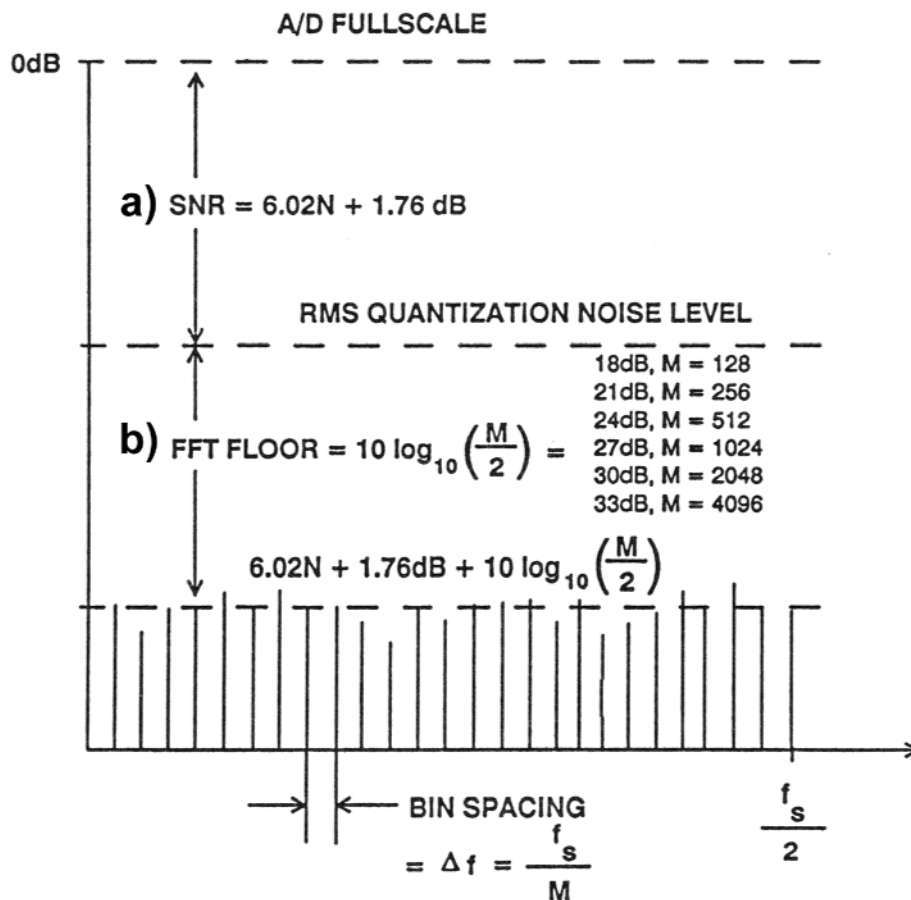 A/D FULLSCALE
0dB
a) SNR = 6.02N + 1.76 dB
RMS QUANTIZATION NOISE LEVEL
18dB, M = 128
21dB, M = 256
24dB, M = 512
b) FFT FLOOR = 10 log₁₀ (M/2) =
27dB, M = 1024
30dB, M = 2048
33dB, M = 4096
6.02N + 1.76dB + 10 log₁₀ (M/2)
BIN SPACING
= Δf = f_s/M
f_s/2